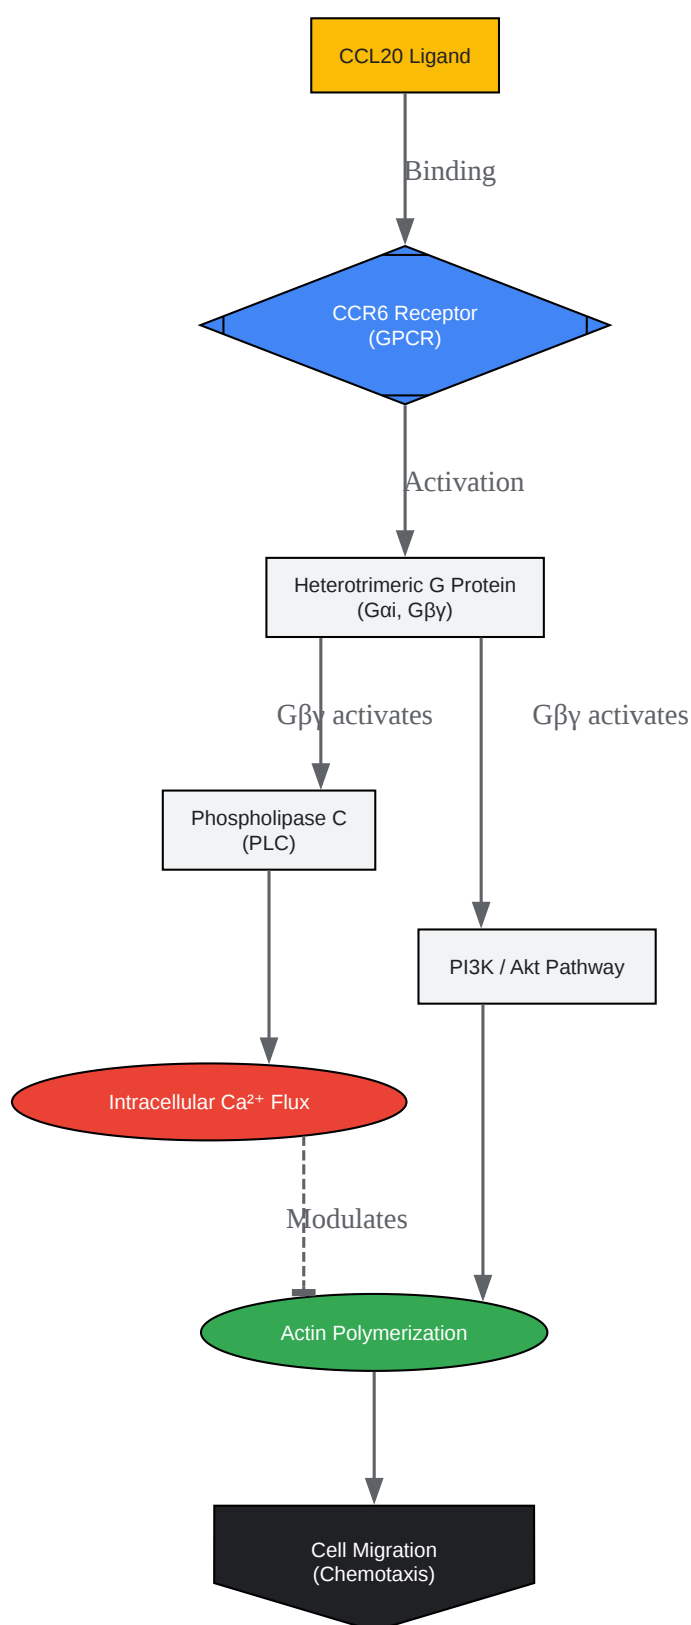 CCL20 Ligand
Binding
CCR6 Receptor
(GPCR)
Activation
Heterotrimeric G Protein
(Gαi, Gβγ)
Gβγ activates
Gβγ activates
Phospholipase C
(PLC)
PI3K / Akt Pathway
Intracellular Ca²⁺ Flux
Modulates
Actin Polymerization
Cell Migration
(Chemotaxis)